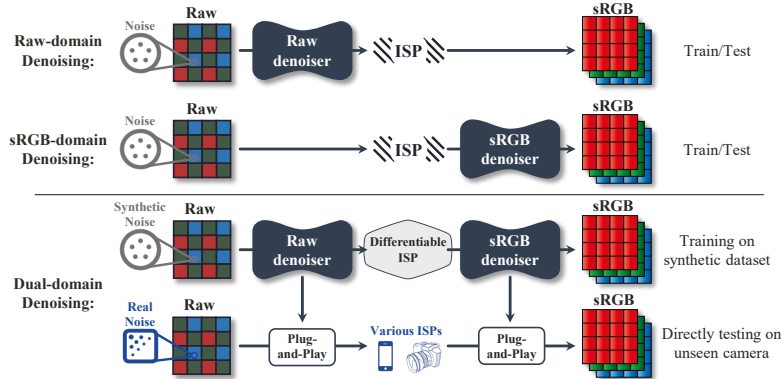 Raw-domain
Denoising:
Noise
Raw
Raw
denoiser
ISP
sRGB
Train/Test
sRGB-domain
Denoising:
Noise
Raw
ISP
sRGB
denoiser
sRGB
Train/Test
Dual-domain
Denoising:
Synthetic
Noise
Raw
Raw
denoiser
Differentiable
ISP
sRGB
denoiser
sRGB
Training on
synthetic dataset
Real
Noise
Raw
Plug-
and-Play
Various ISPs
Plug-
and-Play
sRGB
Directly testing on
unseen camera